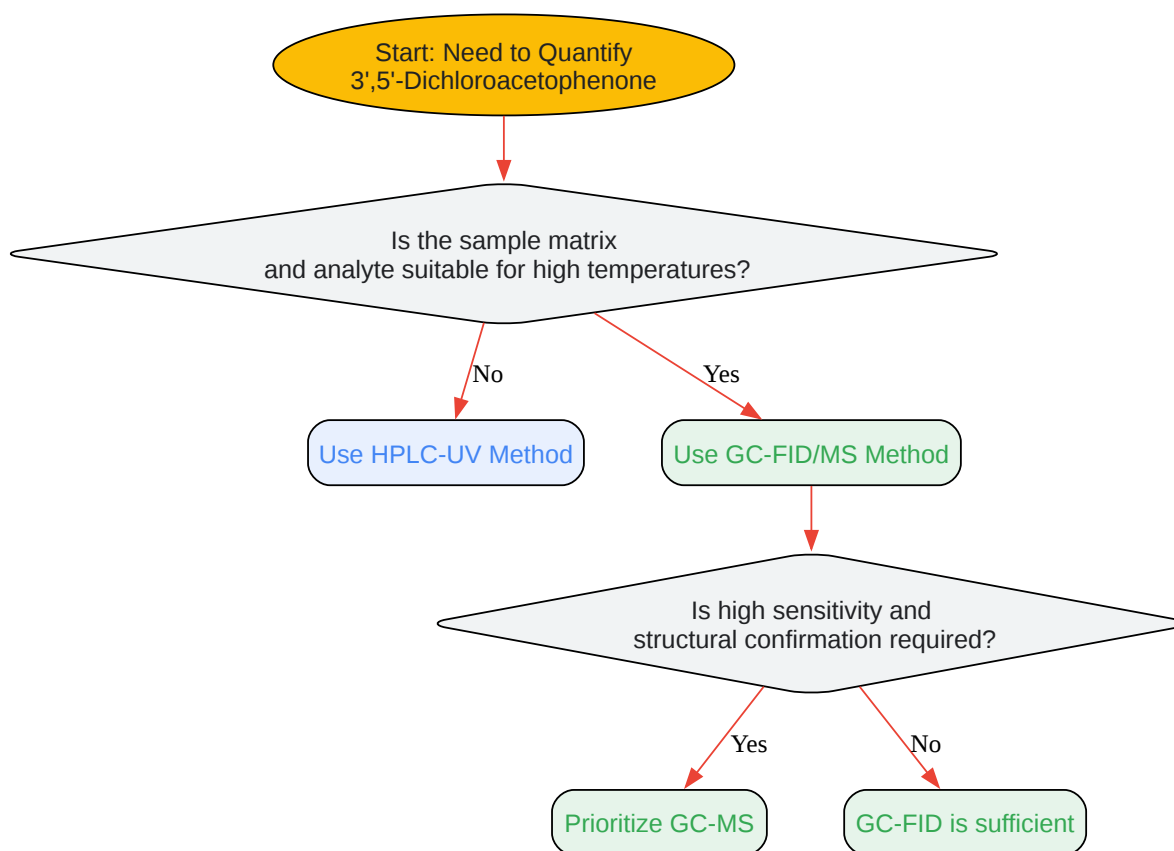 Start: Need to Quantify
3',5'-Dichloroacetophenone
Is the sample matrix
and analyte suitable for high temperatures?
No
Yes
Use HPLC-UV Method
Use GC-FID/MS Method
Is high sensitivity and
structural confirmation required?
Yes
No
Prioritize GC-MS
GC-FID is sufficient